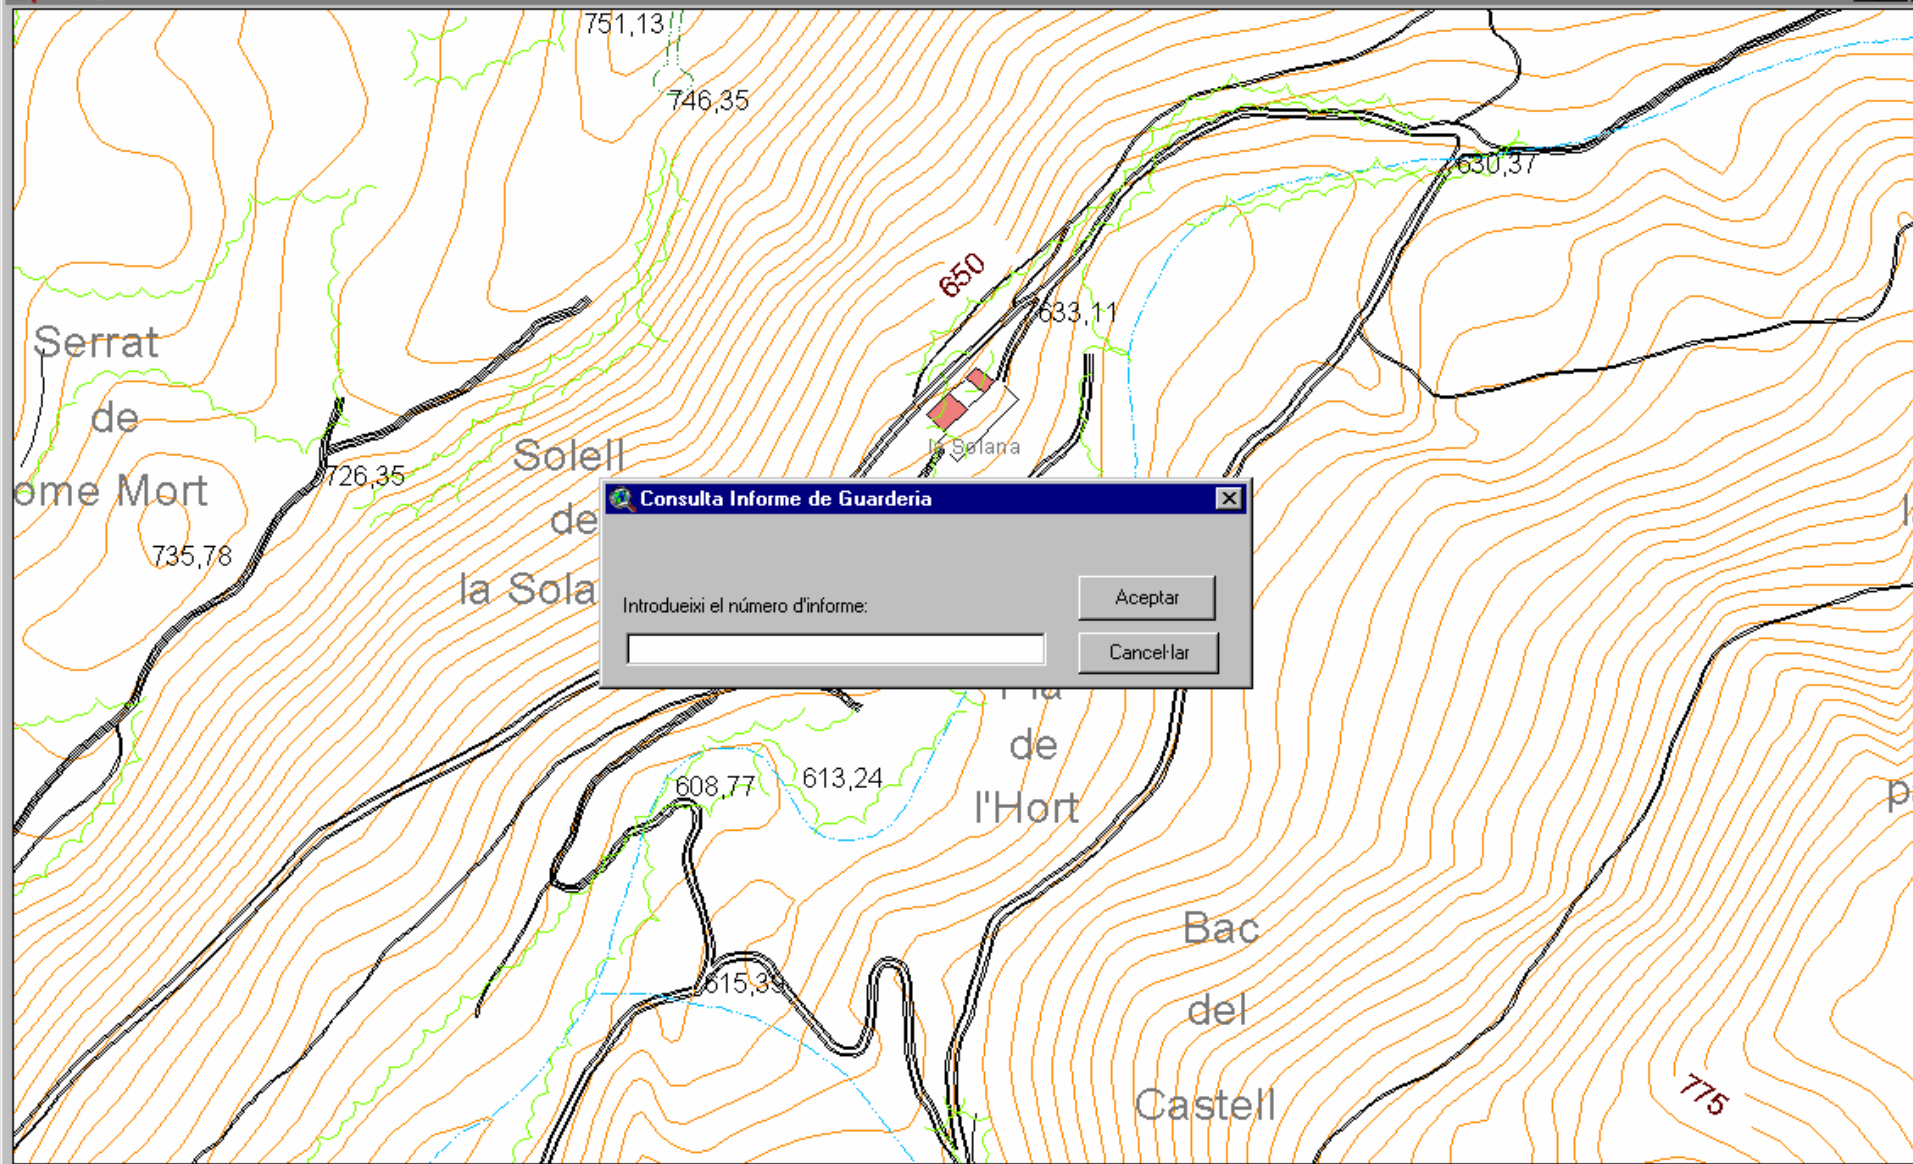 751,13
746,35
630,37
650
633,11
Serrat
de
ome Mort
726,35
735,78
Solell
de
la Sola
la Solana
Consulta Informe de Guarderia
Introdueixi el número d'informe:
Aceptar
Cancel·lar
de
l'Hort
608,77
613,24
615,39
Bac
del
Castell
775